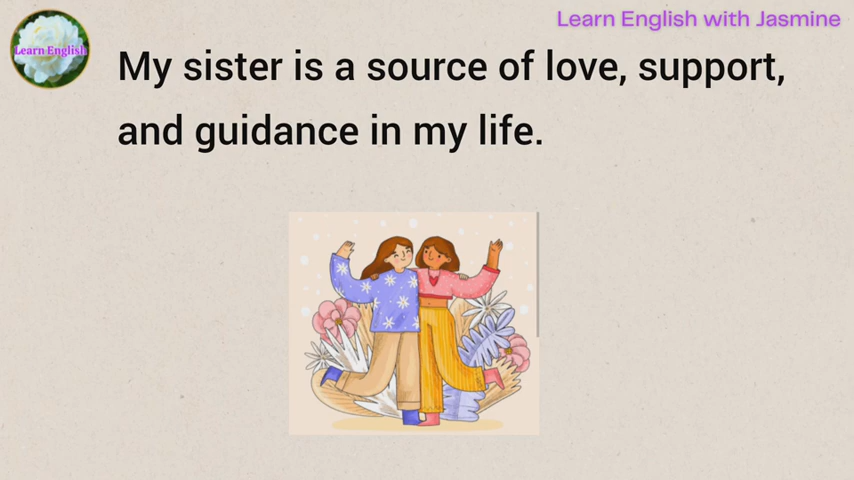 Learn English with Jasmine
Learn English
My sister is a source of love, support,
and guidance in my life.